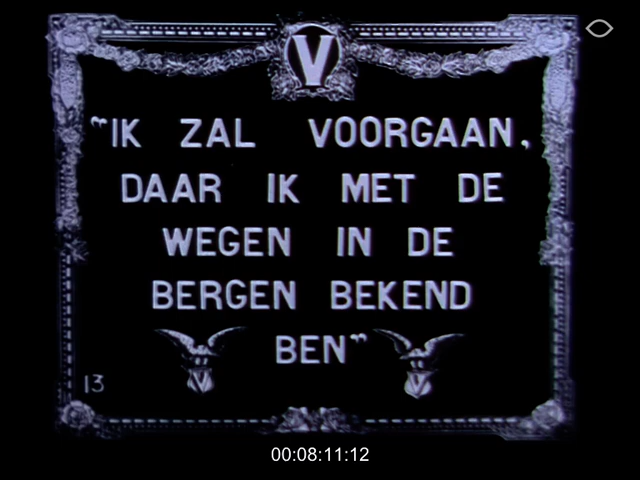 V
"IK ZAL VOORGAAN,
DAAR IK MET DE
WEGEN IN DE
BERGEN BEKEND
BEN"
V V
13
00:08:11:12